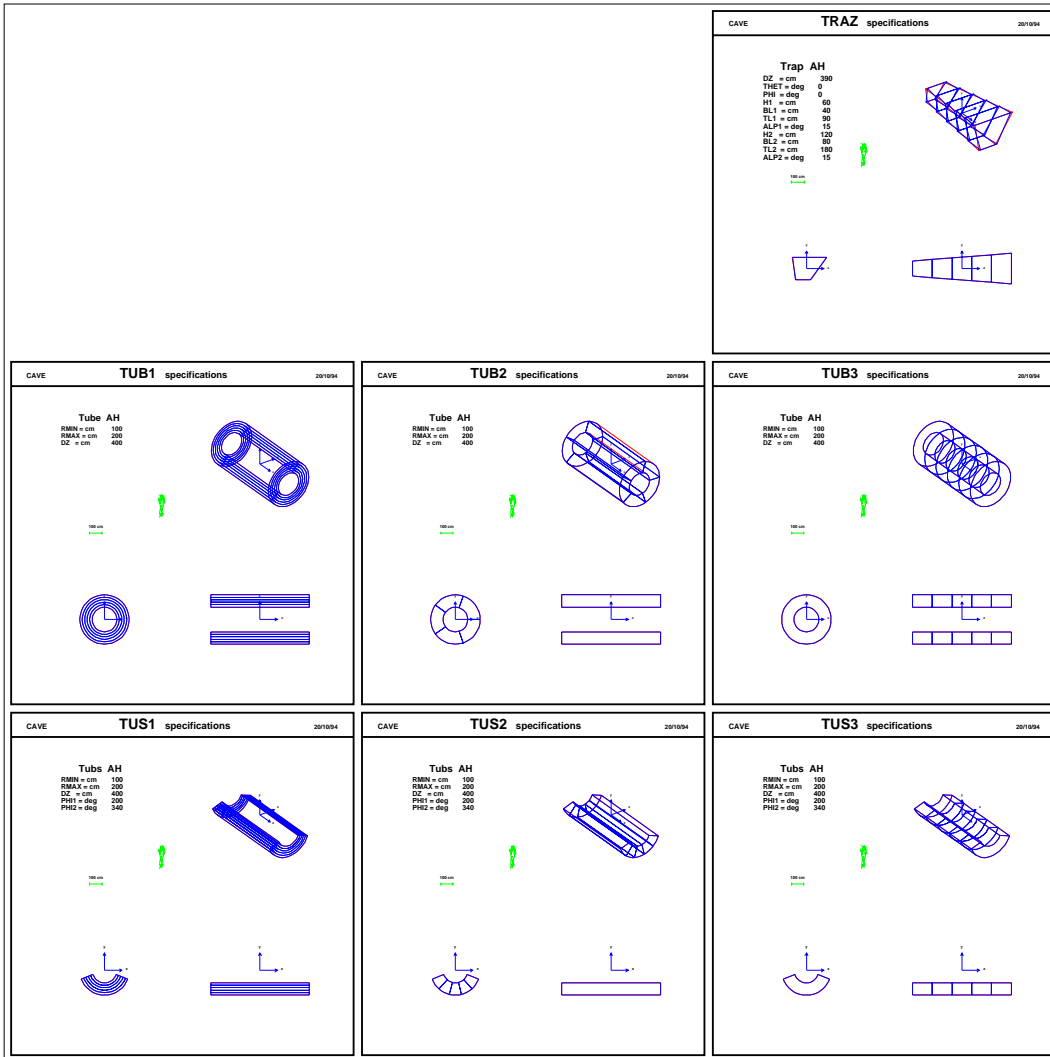 CAVE TRAZ specifications 20/10/94
Trap AH
DZ = cm 390
THET = deg 0
PHI = deg 0
H1 = cm 60
BL1 = cm 40
TL1 = cm 90
ALP1 = deg 15
H2 = cm 120
BL2 = cm 80
TL2 = cm 180
ALP2 = deg 15
100 cm
y
x
y
z
CAVE TUB1 specifications 20/10/94
Tube AH
RMIN = cm 100
RMAX = cm 200
DZ = cm 400
100 cm
CAVE TUB2 specifications 20/10/94
Tube AH
RMIN = cm 100
RMAX = cm 200
DZ = cm 400
100 cm
CAVE TUB3 specifications 20/10/94
Tube AH
RMIN = cm 100
RMAX = cm 200
DZ = cm 400
100 cm
CAVE TUS1 specifications 20/10/94
Tubs AH
RMIN = cm 100
RMAX = cm 200
DZ = cm 400
PHI1 = deg 200
PHI2 = deg 340
100 cm
y
x
y
z
CAVE TUS2 specifications 20/10/94
Tubs AH
RMIN = cm 100
RMAX = cm 200
DZ = cm 400
PHI1 = deg 200
PHI2 = deg 340
100 cm
y
x
y
z
CAVE TUS3 specifications 20/10/94
Tubs AH
RMIN = cm 100
RMAX = cm 200
DZ = cm 400
PHI1 = deg 200
PHI2 = deg 340
100 cm
y
x
y
z